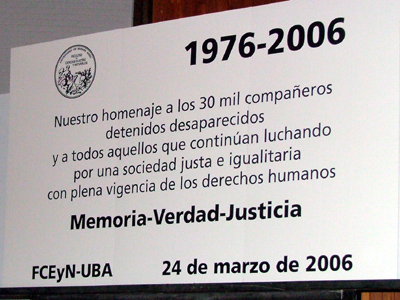 1976-2006
Nuestro homenaje a los 30 mil compañeros
detenidos desaparecidos
y a todos aquellos que continúan luchando
por una sociedad justa e igualitaria
con plena vigencia de los derechos humanos
Memoria-Verdad-Justicia
FCEyN-UBA 24 de marzo de 2006